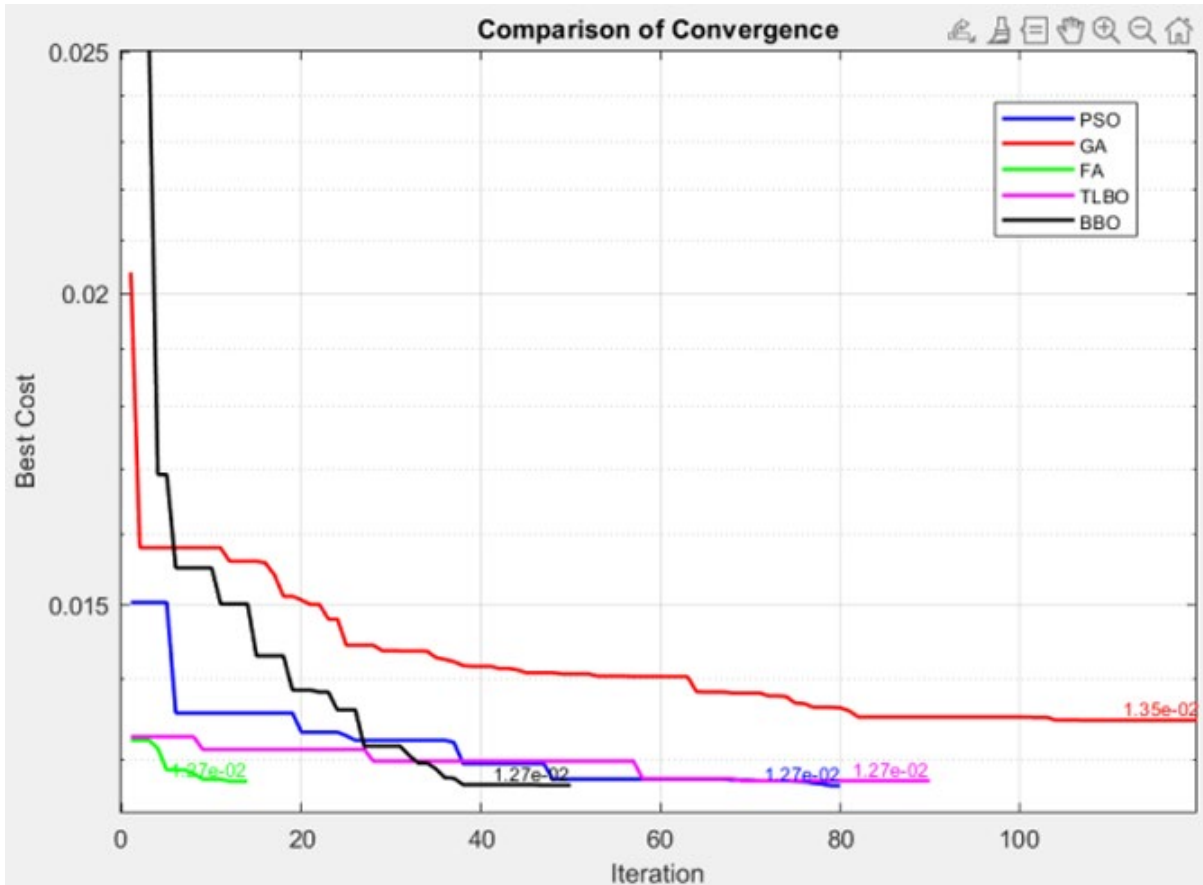 Comparison of Convergence
0.025
0.02
0.015
Best Cost
PSO
GA
FA
TLBO
BBO
1.35e-02
1.27e-02
1.27e-02
1.27e-02
1.27e-02
0
20
40
60
80
100
Iteration